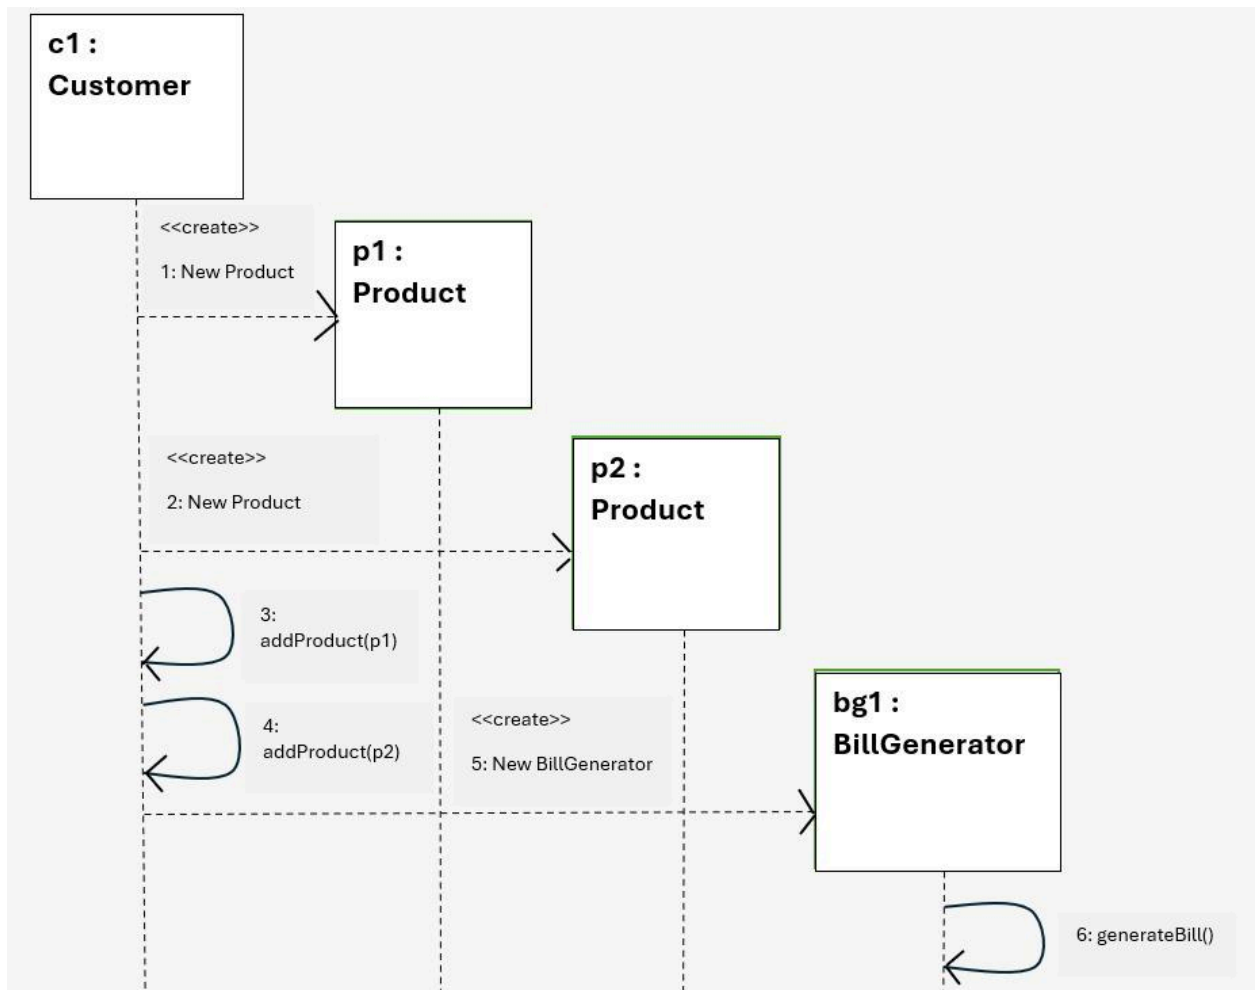 c1 :
Customer
<<create>>
1: New Product
p1 :
Product
<<create>>
2: New Product
p2 :
Product
3:
addProduct(p1)
4:
addProduct(p2)
<<create>>
5: New BillGenerator
bg1 :
BillGenerator
6: generateBill()